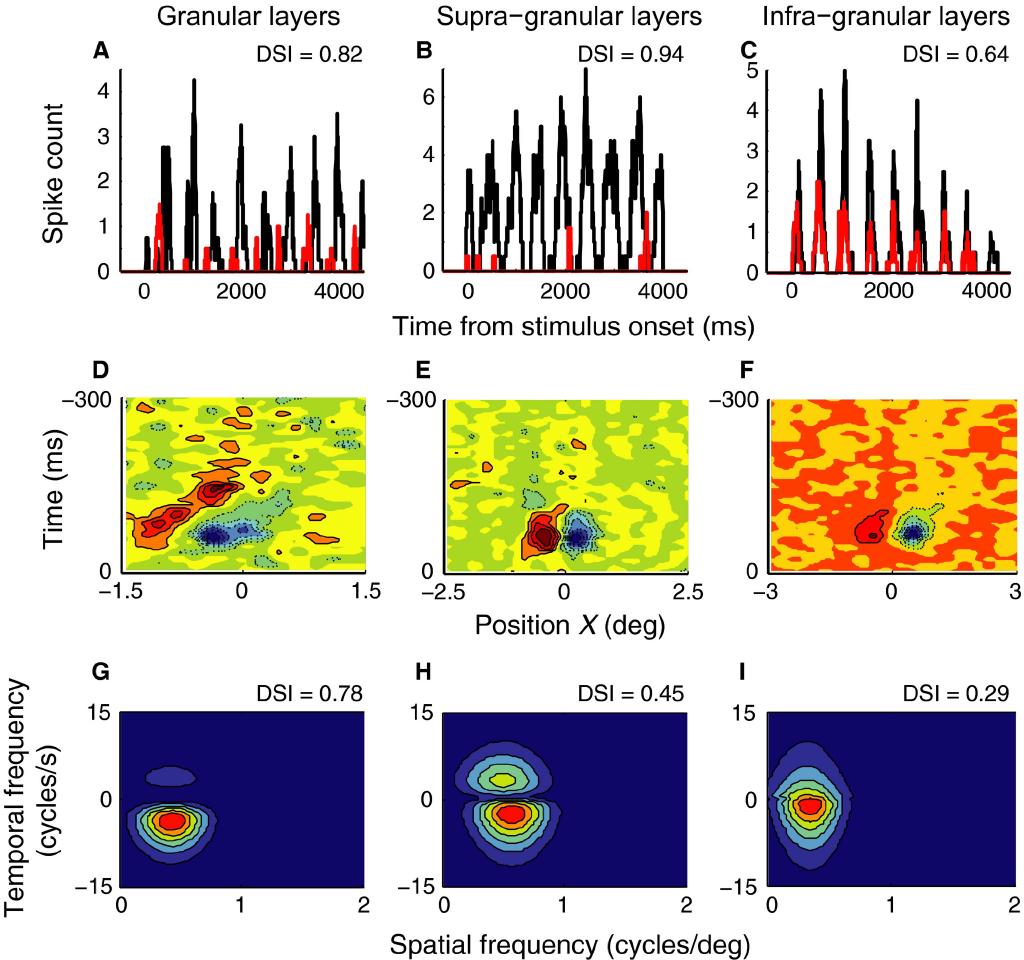 Granular layers Supra−granular layers Infra−granular layers
A DSI = 0.82 B DSI = 0.94 C DSI = 0.64
Spike count
4 3 2 1 0
6 4 2 0
5 4 3 2 1 0
0 2000 4000 0 2000 4000 0 2000 4000
Time from stimulus onset (ms)
D E F
Time (ms)
−300 0 −300 0 −300 0
−1.5 0 1.5 −2.5 0 2.5 −3 0 3
Position X (deg)
G DSI = 0.78 H DSI = 0.45 I DSI = 0.29
Temporal frequency
(cycles/s)
15 0 −15 15 0 −15 15 0 −15
0 1 2 0 1 2 0 1 2
Spatial frequency (cycles/deg)